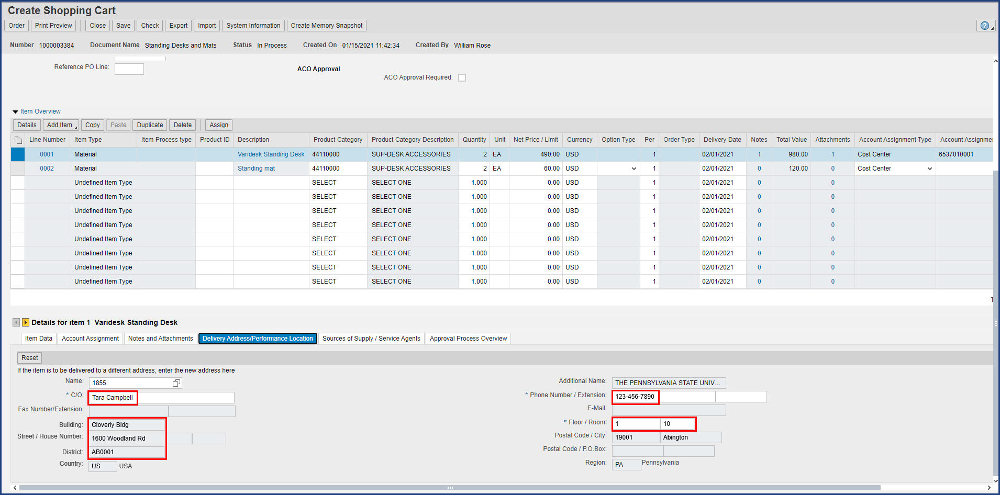 Create Shopping Cart
Order Print Preview Close Save Check Export Import System Information Create Memory Snapshot ?
Number 1000003384 Document Name Standing Desks and Mats Status In Process Created On 01/15/2021 11:42:34 Created By William Rose
Reference PO Line: ACO Approval
ACO Approval Required:
Item Overview
Details Add Item Copy Paste Duplicate Delete Assign
Line Number Item Type Item Process type Product ID Description Product Category Product Category Description Quantity Unit Net Price / Limit Currency Option Type Per Order Type Delivery Date Notes Total Value Attachments Account Assignment Type Account Assignmen
0001 Material Varidesk Standing Desk 44110000 SUP-DESK ACCESSORIES 2 EA 490.00 USD 1 02/01/2021 1 980.00 1 Cost Center 6537010001
0002 Material Standing mat 44110000 SUP-DESK ACCESSORIES 2 EA 60.00 USD 1 02/01/2021 0 120.00 0 Cost Center
Undefined Item Type SELECT SELECT ONE 1.000 0.00 USD 1 02/01/2021 0 0
Undefined Item Type SELECT SELECT ONE 1.000 0.00 USD 1 02/01/2021 0 0
Undefined Item Type SELECT SELECT ONE 1.000 0.00 USD 1 02/01/2021 0 0
Undefined Item Type SELECT SELECT ONE 1.000 0.00 USD 1 02/01/2021 0 0
Undefined Item Type SELECT SELECT ONE 1.000 0.00 USD 1 02/01/2021 0 0
Undefined Item Type SELECT SELECT ONE 1.000 0.00 USD 1 02/01/2021 0 0
Undefined Item Type SELECT SELECT ONE 1.000 0.00 USD 1 02/01/2021 0 0
Undefined Item Type SELECT SELECT ONE 1.000 0.00 USD 1 02/01/2021 0 0
T
Details for item 1 Varidesk Standing Desk
Item Data Account Assignment Notes and Attachments Delivery Address/Performance Location Sources of Supply / Service Agents Approval Process Overview
Reset
If the item is to be delivered to a different address, enter the new address here
Name: 1855 Additional Name: THE PENNSYLVANIA STATE UNIV...
* C/O: Tara Campbell * Phone Number / Extension: 123-456-7890
Fax Number/Extension: E-Mail:
Building: Cloverly Bldg * Floor / Room: 1 10
Street / House Number: 1600 Woodland Rd Postal Code / City: 19001 Abington
District: AB0001 Postal Code / P.O.Box:
Country: US USA Region: PA Pennsylvania